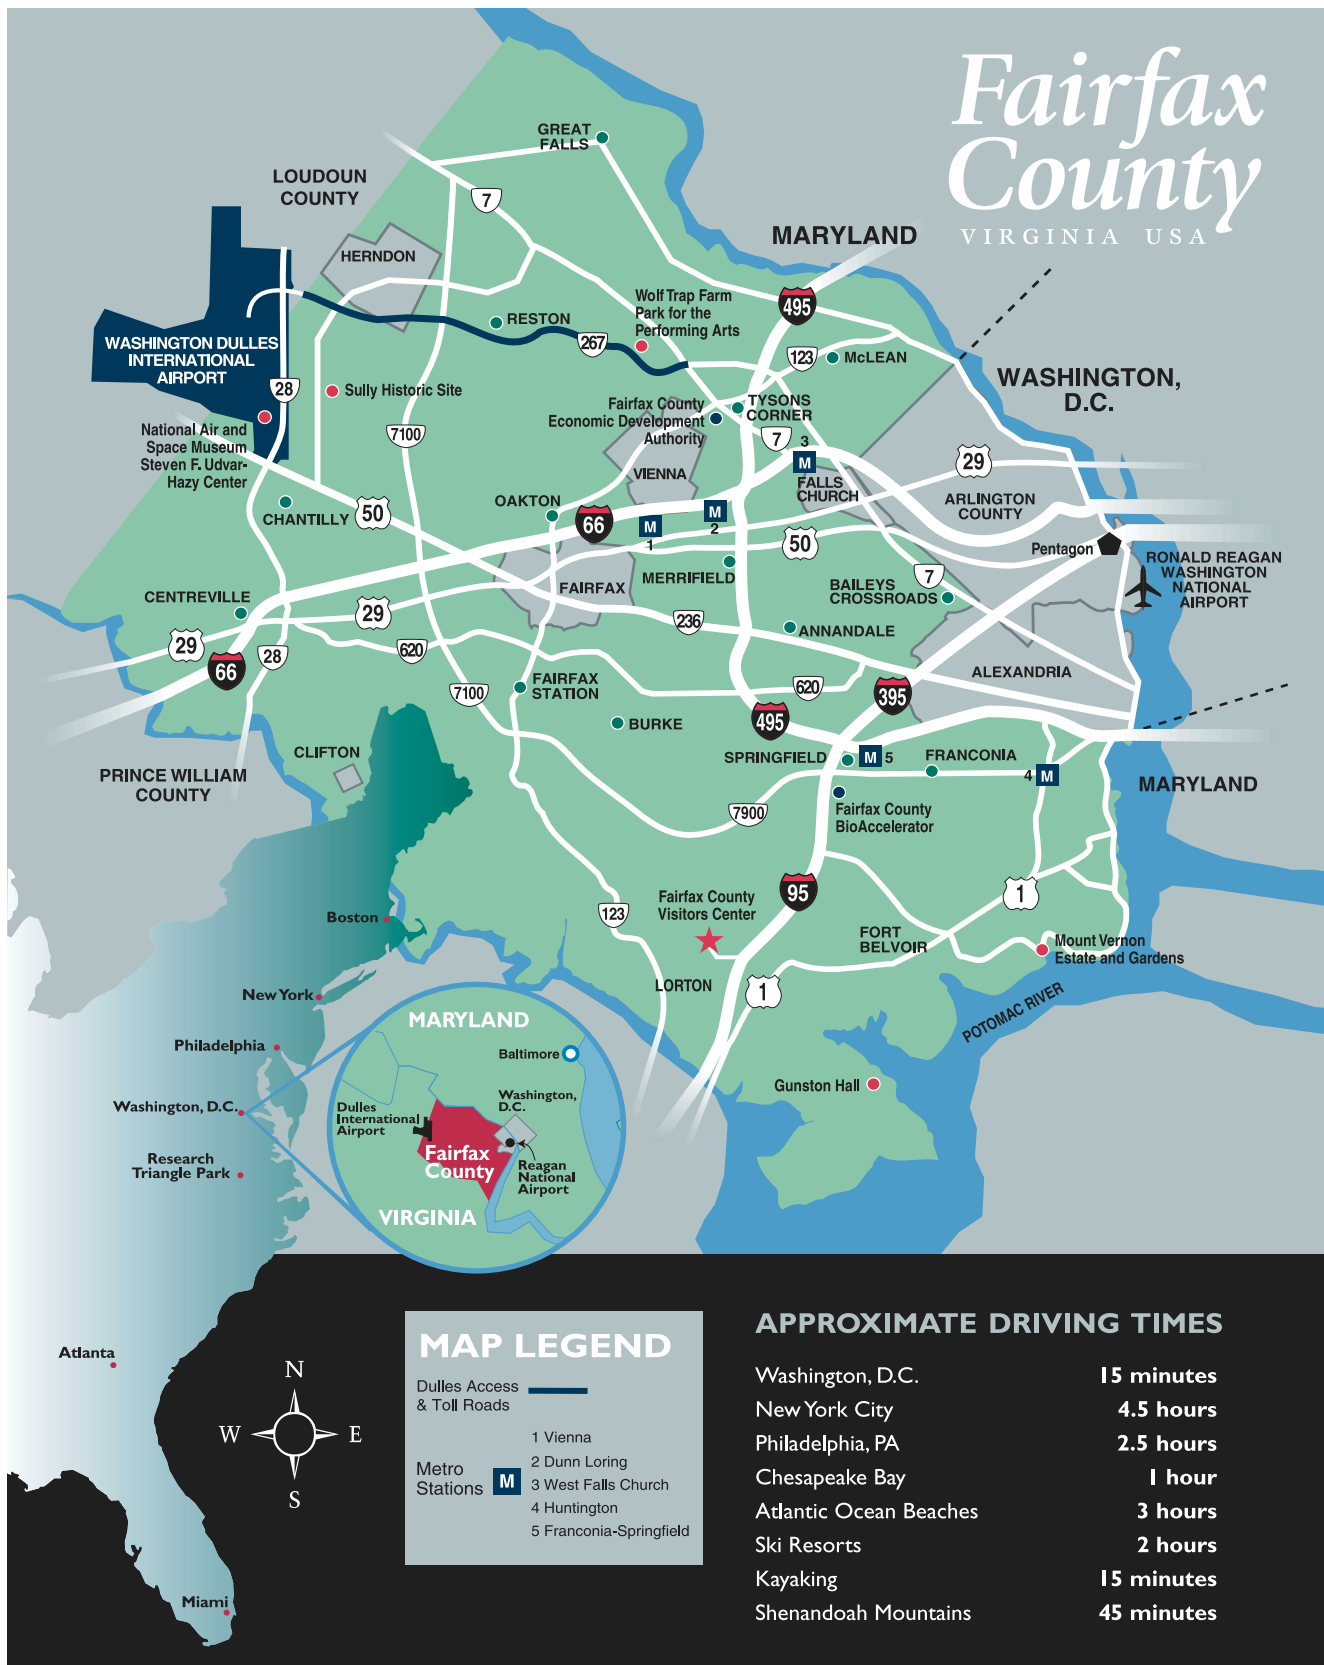 Fairfax
County
VIRGINIA USA
GREAT
FALLS
LOUDOUN
COUNTY
7
MARYLAND
HERNDON
495
Wolf Trap Farm
Park for the
Performing Arts
RESTON
267
WASHINGTON DULLES
INTERNATIONAL
AIRPORT
123
McLEAN
28
Sully Historic Site
WASHINGTON,
D.C.
Fairfax County
Economic Development
Authority
TYSONS
CORNER
National Air and
Space Museum
Steven F. Udvar-
Hazy Center
7100
7
3
M
29
VIENNA
FALLS
CHURCH
ARLINGTON
COUNTY
OAKTON
CHANTILLY
50
66
M
1
M
2
50
Pentagon
RONALD REAGAN
WASHINGTON
NATIONAL
AIRPORT
MERRIFIELD
FAIRFAX
7
BAILEYS
CROSSROADS
CENTREVILLE
29
236
ANNANDALE
29
28
66
620
ALEXANDRIA
7100
FAIRFAX
STATION
620
395
BURKE
495
CLIFTON
SPRINGFIELD
M 5
FRANCONIA
4 M
PRINCE WILLIAM
COUNTY
MARYLAND
7900
Fairfax County
BioAccelerator
95
1
Fairfax County
Visitors Center
123
FORT
BELVOIR
Mount Vernon
Estate and Gardens
LORTON
1
POTOMAC RIVER
Gunston Hall
Boston
New York
Philadelphia
Washington, D.C.
Research
Triangle Park
Atlanta
Miami
MARYLAND
Baltimore
Washington,
D.C.
Dulles
International
Airport
Fairfax
County
Reagan
National
Airport
VIRGINIA
N
W
E
S
MAP LEGEND
Dulles Access
& Toll Roads
Metro
Stations
M
1 Vienna
2 Dunn Loring
3 West Falls Church
4 Huntington
5 Franconia-Springfield
APPROXIMATE DRIVING TIMES
Washington, D.C. 15 minutes
New York City 4.5 hours
Philadelphia, PA 2.5 hours
Chesapeake Bay 1 hour
Atlantic Ocean Beaches 3 hours
Ski Resorts 2 hours
Kayaking 15 minutes
Shenandoah Mountains 45 minutes